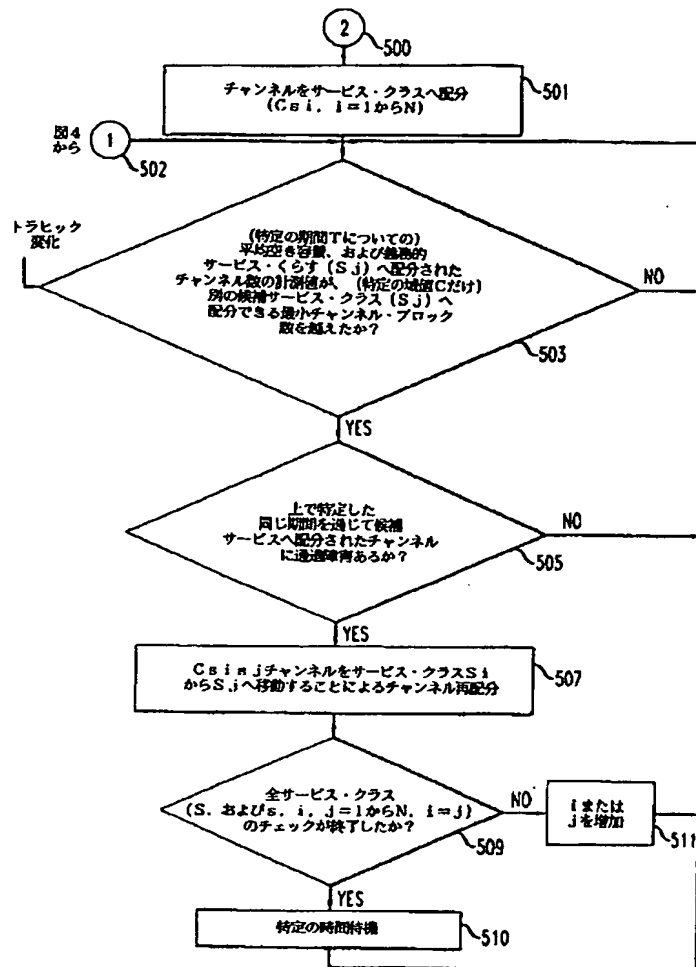 2
500
チャンネルをサービス・クラスへ配分
(Csi, i=1からN)
501
図4
から
1
502
トラヒック
変化
(特定の期間Tについての)
平均空き容量、および義務的
サービス・くらす (Sj) へ配分された
チャンネル数の計測値が、(特定の域値Cだけ)
別の候補サービス・クラス (Sj) へ
配分できる最小チャンネル・ブロック
数を越えたか?
NO
503
YES
上で特定した
同じ期間を通じて候補
サービスへ配分されたチャンネル
に通過障害あるか?
NO
505
YES
チャンネルをサービス・クラスSi
からSjへ移動することによるチャンネル再配分
507
全サービス・クラス
(S, およびs, i, j=1からN, i=j)
のチェックが終了したか?
NO
509
iまたは
jを増加
511
YES
特定の時間待機
510